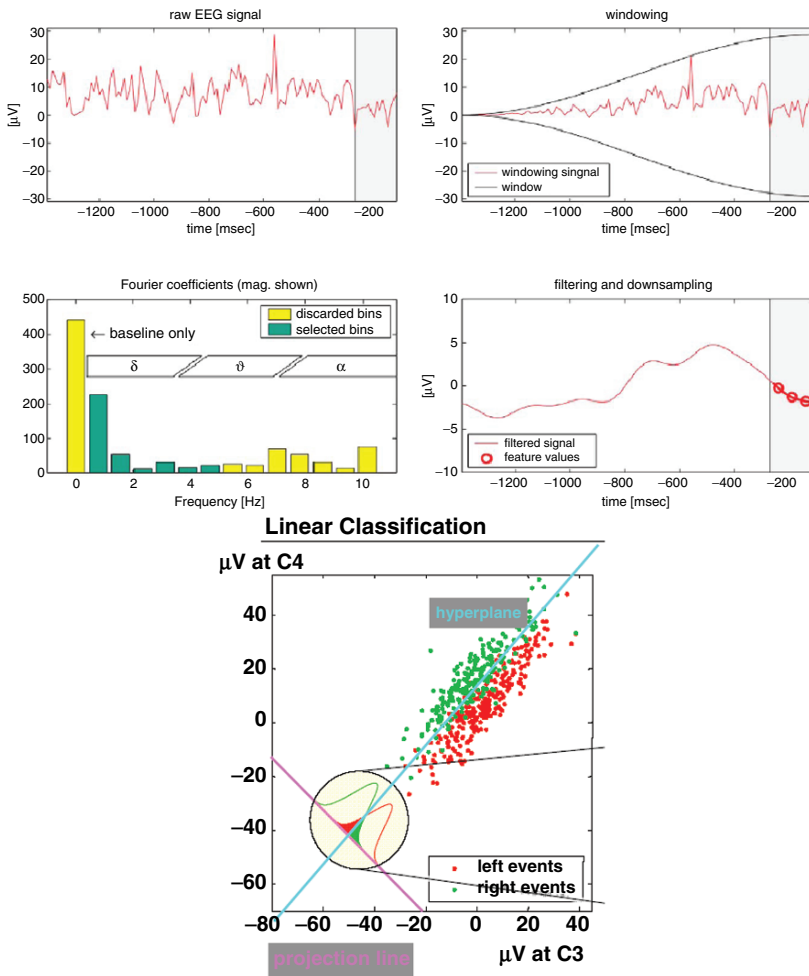 raw EEG signal
30
20
10
0
−10
−20
−30
[µV]
−1200 −1000 −800 −600 −400 −200
time [msec]
windowing
30
20
10
0
−10
−20
−30
[µV]
windowing singnal
window
−1200 −1000 −800 −600 −400 −200
time [msec]
Fourier coefficients (mag. shown)
500
400
300
200
100
0
discarded bins
selected bins
← baseline only
δ ϑ α
0 2 4 6 8 10
Frequency [Hz]
filtering and downsampling
10
5
0
−5
−10
[µV]
filtered signal
feature values
−1200 −1000 −800 −600 −400 −200
time [msec]
Linear Classification
µV at C4
40
20
0
−20
−40
−60
hyperplane
left events
right events
−80 −60 −40 −20 0 20 40
projection line
µV at C3